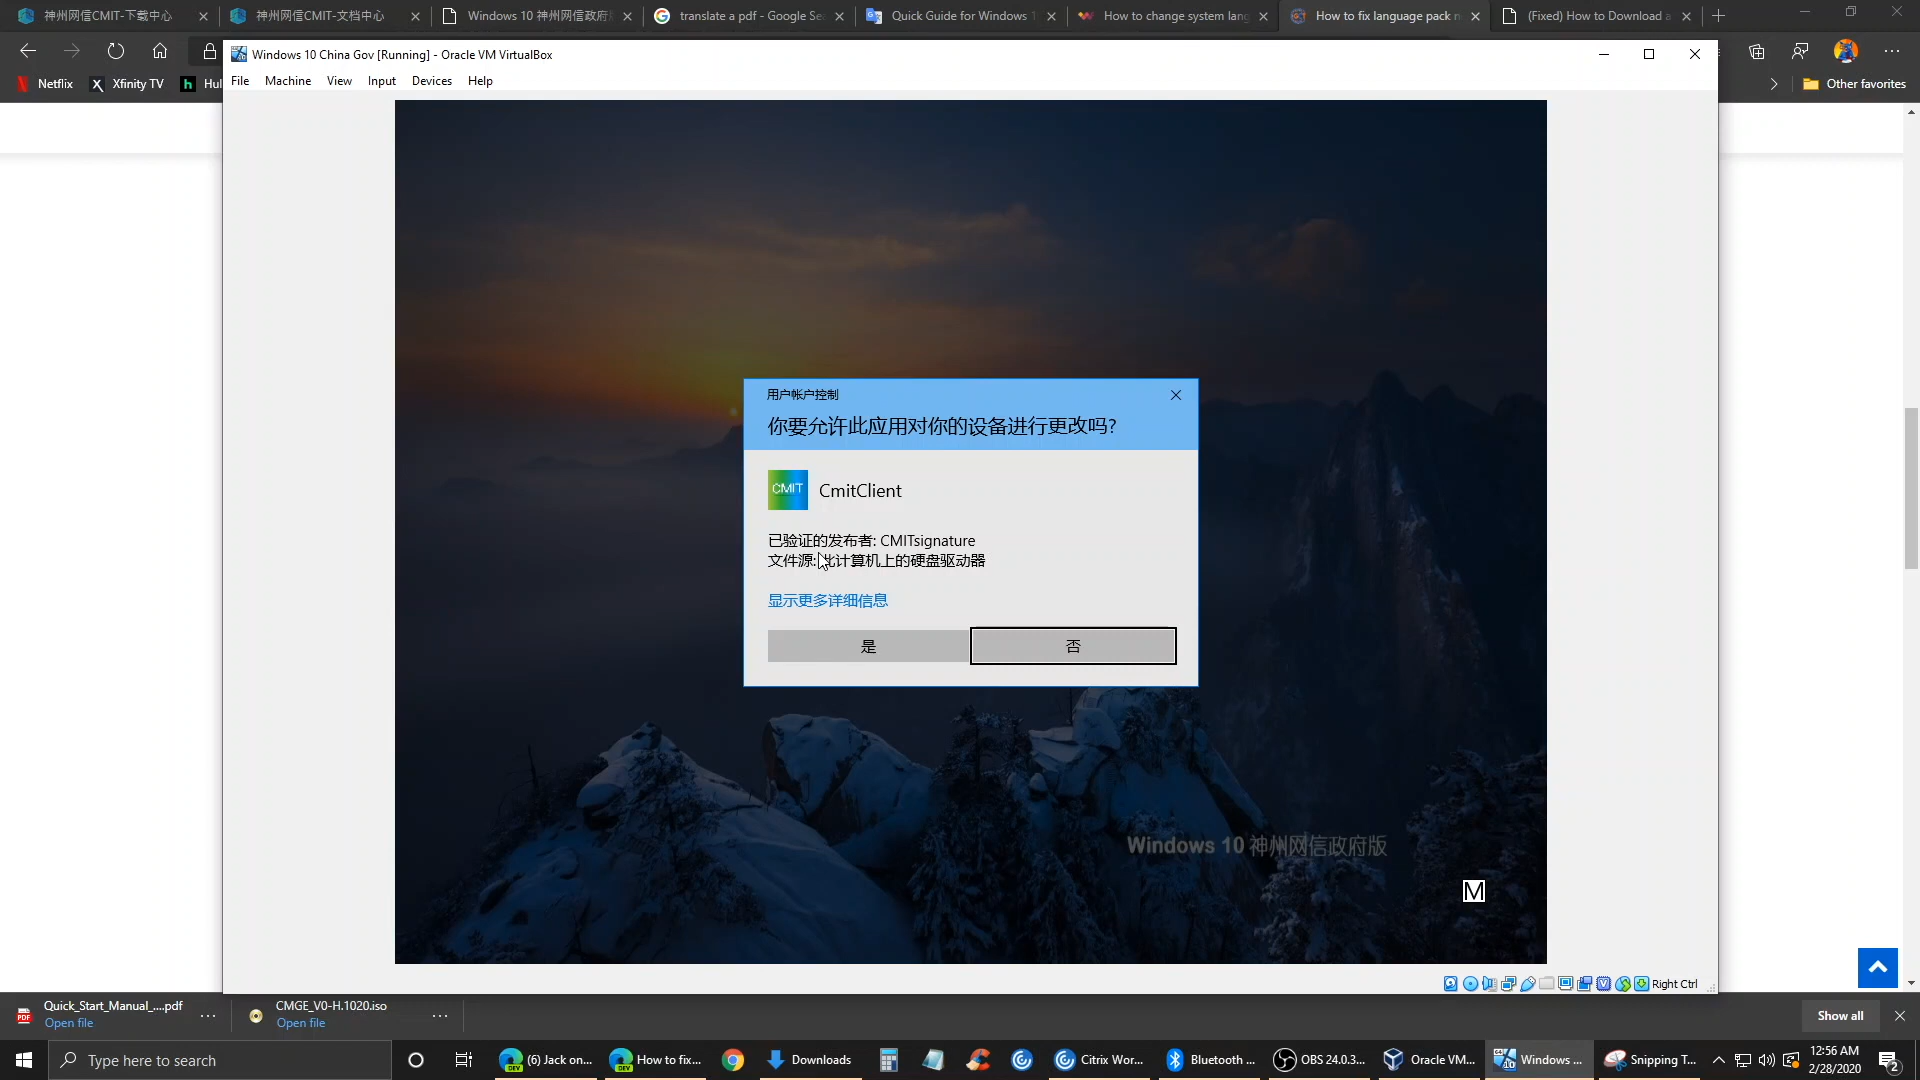 神州网信CMIT-下载中心
神州网信CMIT-文档中心
Windows 10 神州网信政府
translate a pdf - Google Se
Quick Guide for Windows 1
How to change system lang
How to fix language pack n
(Fixed) How to Download a
Netflix
Xfinity TV
Hul
Other favorites
Windows 10 China Gov [Running] - Oracle VM VirtualBox
File Machine View Input Devices Help
用户帐户控制
你要允许此应用对你的设备进行更改吗?
CMIT
CmitClient
已验证的发布者: CMITsignature
文件源:此计算机上的硬盘驱动器
显示更多详细信息
是
否
Windows 10 神州网信政府版
M
Right Ctrl
Quick_Start_Manual_....pdf
Open file
CMGE_V0-H.1020.iso
Open file
Show all
Type here to search
(6) Jack on...
How to fix...
Downloads
Citrix Wor...
Bluetooth ...
OBS 24.0.3...
Oracle VM...
Windows ...
Snipping T...
12:56 AM
2/28/2020
2